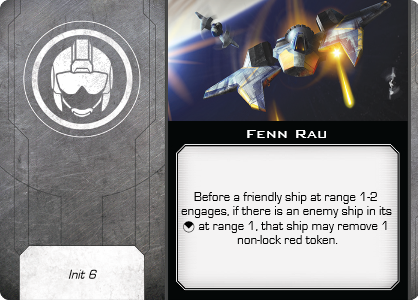 Fenn Rau
Before a friendly ship at range 1-2
engages, if there is an enemy ship in its
at range 1, that ship may remove 1
non-lock red token.
Init 6